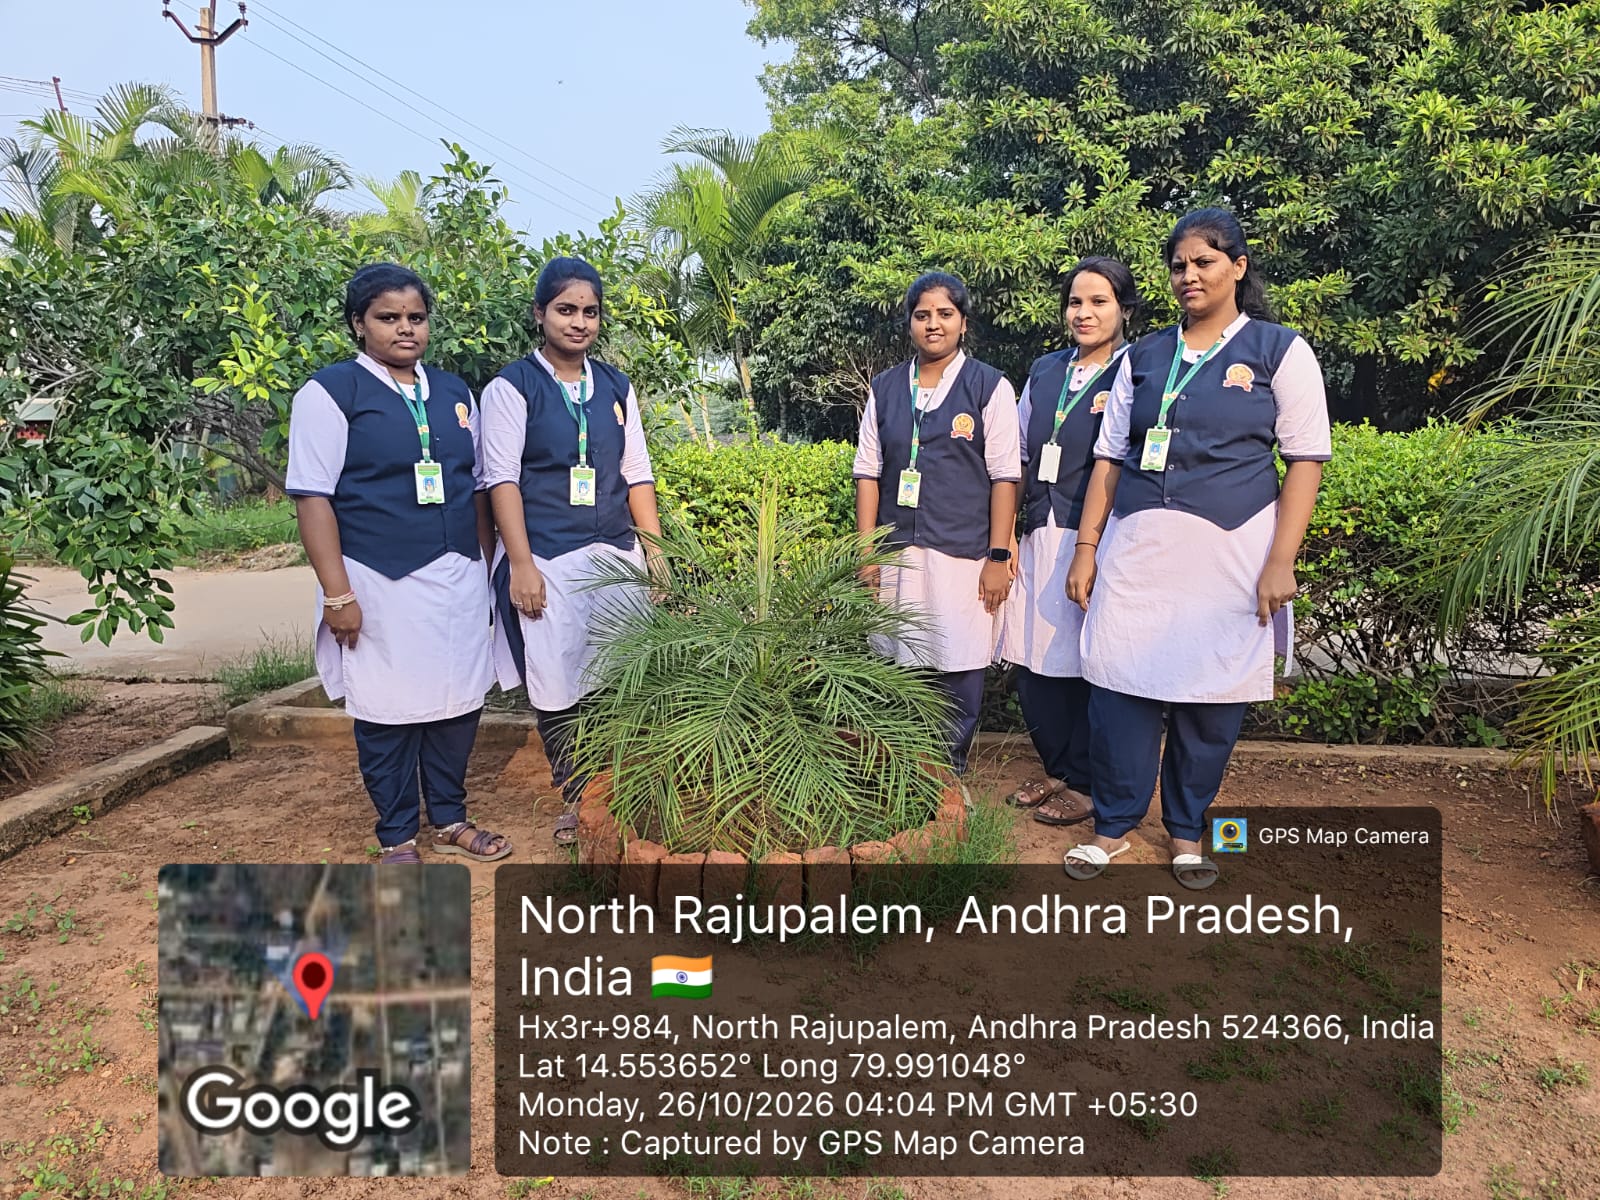 GPS Map Camera
North Rajupalem, Andhra Pradesh,
India 🇮🇳
Hx3r+984, North Rajupalem, Andhra Pradesh 524366, India
Lat 14.553652° Long 79.991048°
Monday, 26/10/2026 04:04 PM GMT +05:30
Note : Captured by GPS Map Camera
Google